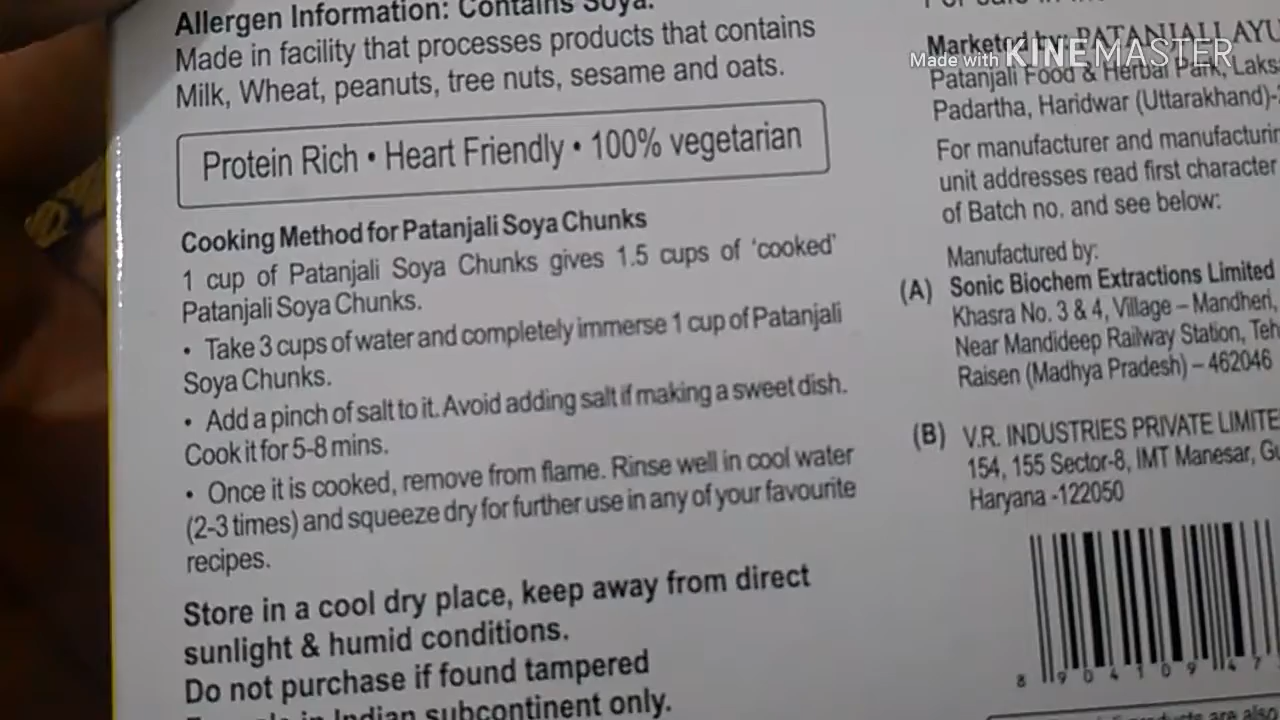 Allergen Information: Contains Soya.
Made in facility that processes products that contains
Milk, Wheat, peanuts, tree nuts, sesame and oats.
Protein Rich • Heart Friendly • 100% vegetarian
Cooking Method for Patanjali Soya Chunks
1 cup of Patanjali Soya Chunks gives 1.5 cups of 'cooked'
Patanjali Soya Chunks.
• Take 3 cups of water and completely immerse 1 cup of Patanjali
Soya Chunks.
• Add a pinch of salt to it. Avoid adding salt if making a sweet dish.
Cook it for 5-8 mins.
• Once it is cooked, remove from flame. Rinse well in cool water
(2-3 times) and squeeze dry for further use in any of your favourite
recipes.
Store in a cool dry place, keep away from direct
sunlight & humid conditions.
Do not purchase if found tampered
in Indian subcontinent only.
Marketed by: PATANJALI AYU
Made with KINEMASTER
Patanjali Food & Herbal Park, Laks
Padartha, Haridwar (Uttarakhand)-
For manufacturer and manufacturin
unit addresses read first character
of Batch no. and see below:
Manufactured by:
(A) Sonic Biochem Extractions Limited
Khasra No. 3 & 4, Village – Mandheri,
Near Mandideep Railway Station, Teh
Raisen (Madhya Pradesh) – 462046
(B) V.R. INDUSTRIES PRIVATE LIMITE
154, 155 Sector-8, IMT Manesar, Gu
Haryana -122050
8 904109 47
are also